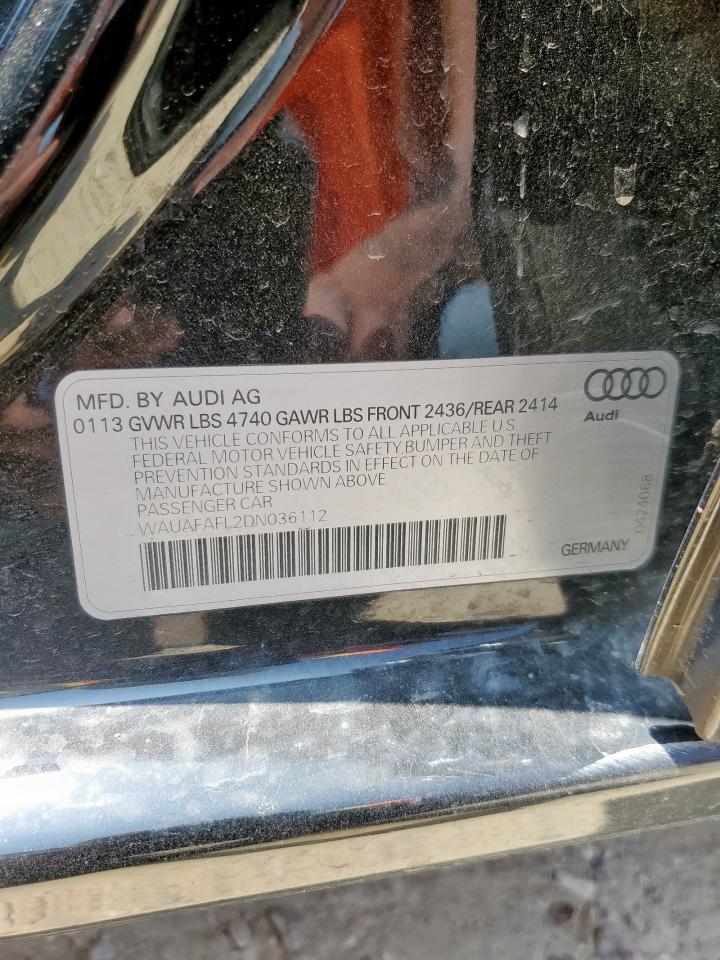 MFD. BY AUDI AG
0113 GVWR LBS 4740 GAWR LBS FRONT 2436/REAR 2414
THIS VEHICLE CONFORMS TO ALL APPLICABLE U S
FEDERAL MOTOR VEHICLE SAFETY,BUMPER AND THEFT
PREVENTION STANDARDS IN EFFECT ON THE DATE OF
MANUFACTURE SHOWN ABOVE
PASSENGER CAR
WAUAFAFL2DN036112
Audi
0424068
GERMANY